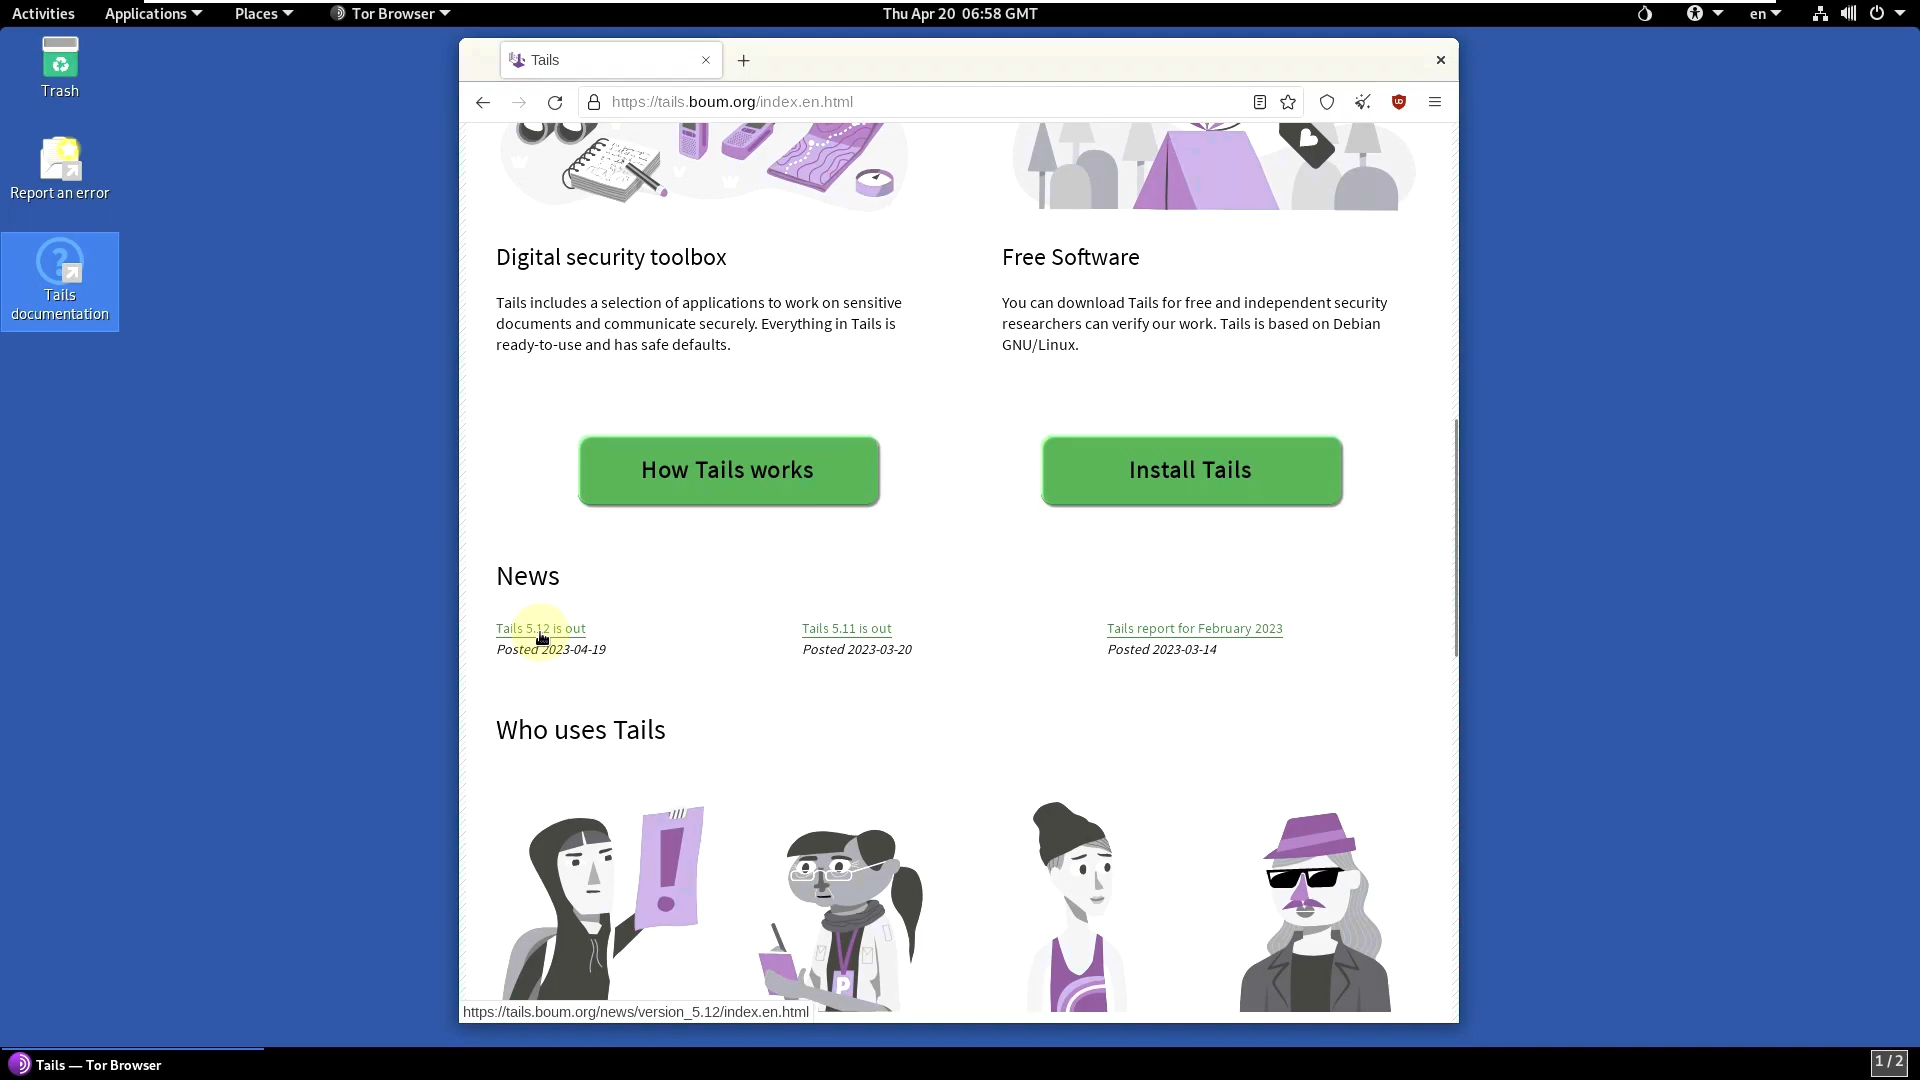 Activities Applications Places Tor Browser Thu Apr 20 06:58 GMT en
Trash
Report an error
Tails
documentation
Tails
https://tails.boum.org/index.en.html
Digital security toolbox
Tails includes a selection of applications to work on sensitive
documents and communicate securely. Everything in Tails is
ready-to-use and has safe defaults.
Free Software
You can download Tails for free and independent security
researchers can verify our work. Tails is based on Debian
GNU/Linux.
How Tails works
Install Tails
News
Tails 5.12 is out
Posted 2023-04-19
Tails 5.11 is out
Posted 2023-03-20
Tails report for February 2023
Posted 2023-03-14
Who uses Tails
!
P
https://tails.boum.org/news/version_5.12/index.en.html
Tails — Tor Browser
1 / 2